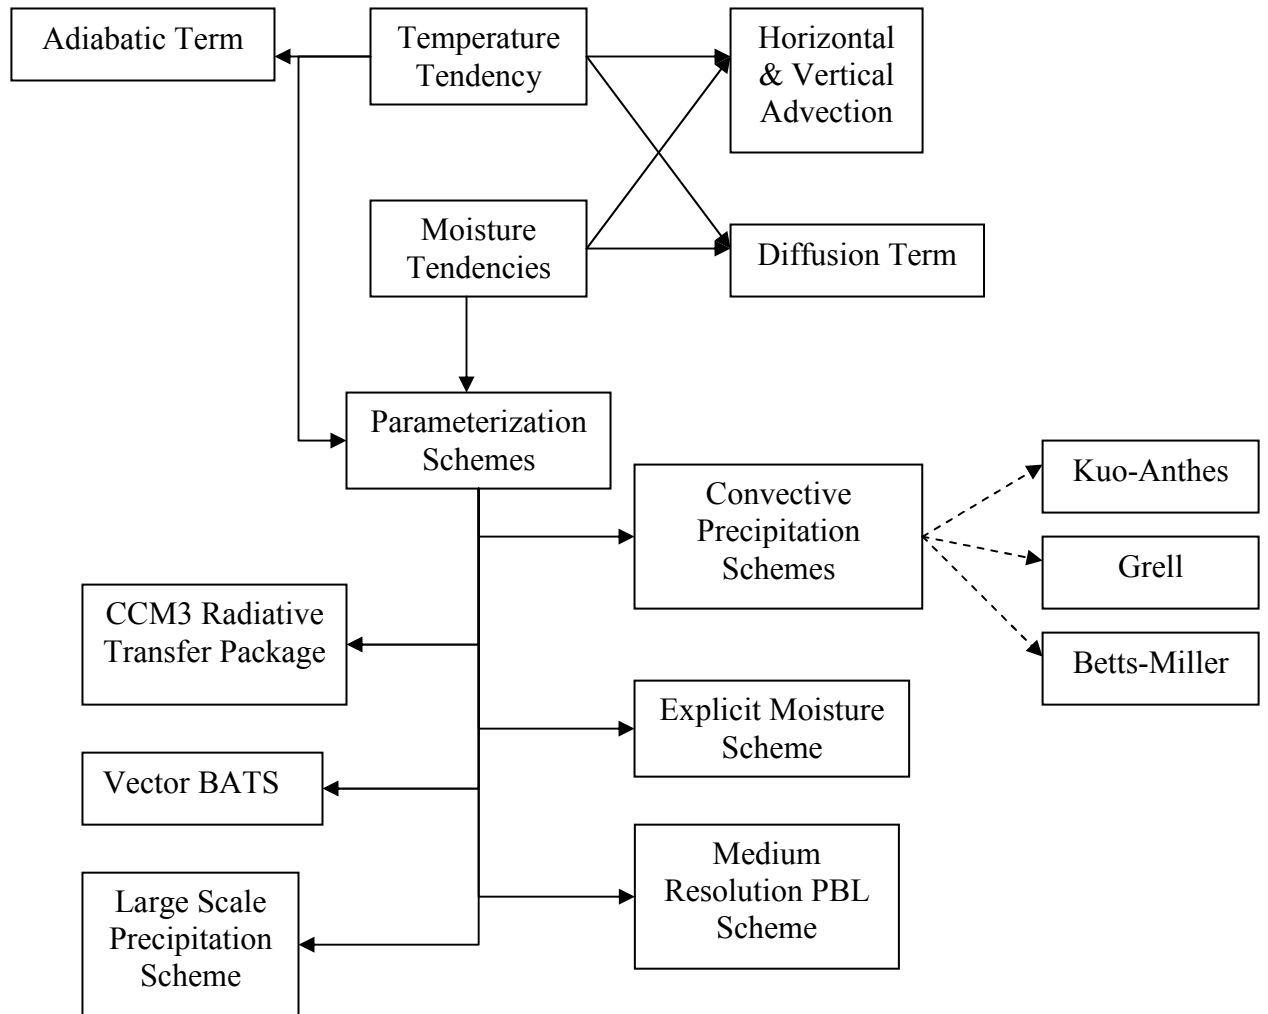 Adiabatic Term
Temperature
Tendency
Horizontal
& Vertical
Advection
Moisture
Tendencies
Diffusion Term
Parameterization
Schemes
Convective
Precipitation
Schemes
Kuo-Anthes
Grell
Betts-Miller
CCM3 Radiative
Transfer Package
Explicit Moisture
Scheme
Vector BATS
Medium
Resolution PBL
Scheme
Large Scale
Precipitation
Scheme